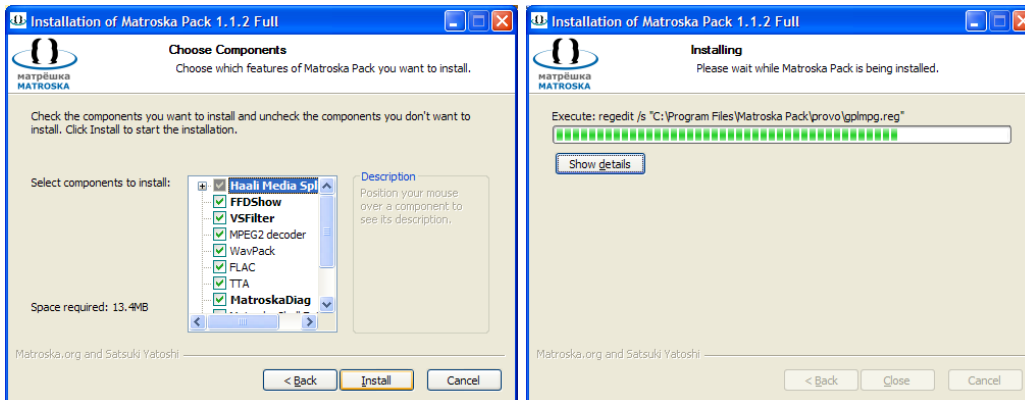 Installation of Matroska Pack 1.1.2 Full
матрёшка
MATROSKA
Choose Components
Choose which features of Matroska Pack you want to install.
Check the components you want to install and uncheck the components you don't want to
install. Click Install to start the installation.
Select components to install:
Haali Media Spl
FFDShow
VSFilter
MPEG2 decoder
WavPack
FLAC
TTA
MatroskaDiag
Description
Position your mouse
over a component to
see its description.
Space required: 13.4MB
Matroska.org and Satsuki Yatoshi
< Back
Install
Cancel
Installation of Matroska Pack 1.1.2 Full
матрёшка
MATROSKA
Installing
Please wait while Matroska Pack is being installed.
Execute: regedit /s "C:\Program Files\Matroska Pack\provo\gplmpg.reg"
Show details
Matroska.org and Satsuki Yatoshi
< Back
Close
Cancel